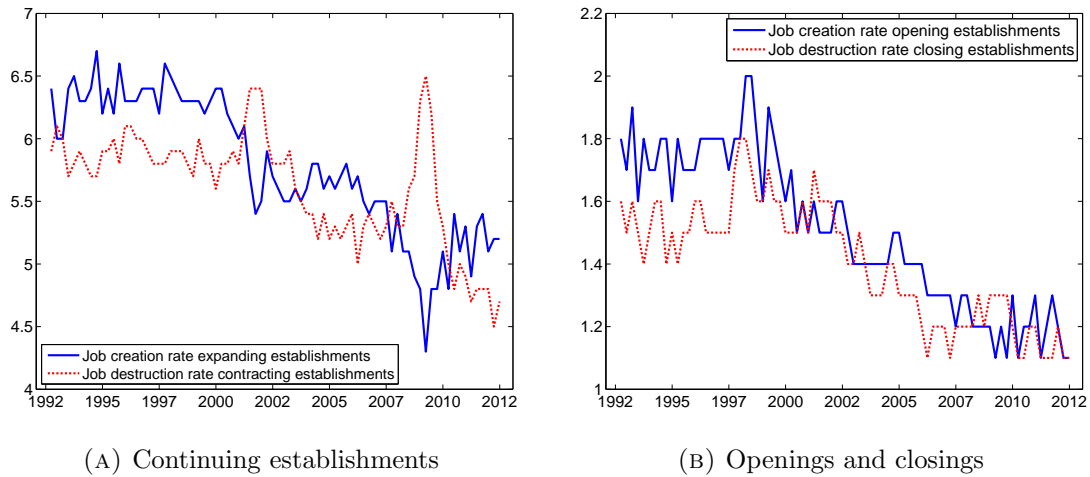 7
6.5
6
5.5
5
4.5
4
1992 1995 1997 2000 2002 2005 2007 2010 2012
Job creation rate expanding establishments
Job destruction rate contracting establishments
(A) Continuing establishments
2.2
2
1.8
1.6
1.4
1.2
1
1992 1995 1997 2000 2002 2005 2007 2010 2012
Job creation rate opening establishments
Job destruction rate closing establishments
(B) Openings and closings